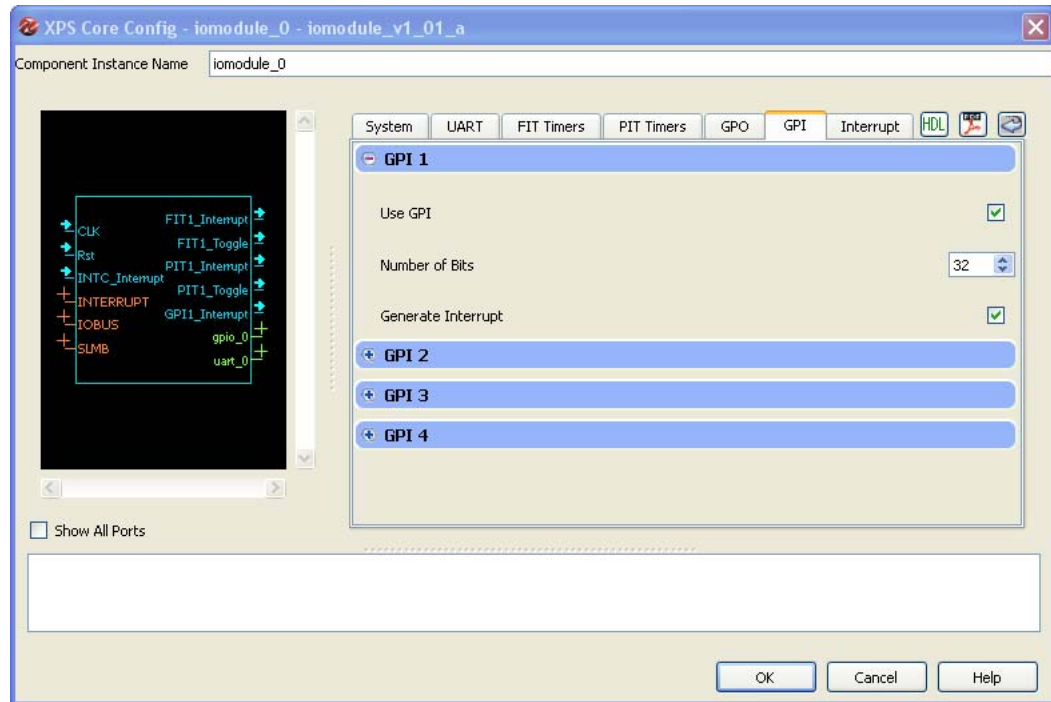 XPS Core Config - iomodule_0 - iomodule_v1_01_a
Component Instance Name iomodule_0
System UART FIT Timers PIT Timers GPO GPI Interrupt HDL
GPI 1
Use GPI
Number of Bits 32
Generate Interrupt
GPI 2
GPI 3
GPI 4
CLK
Rst
INTC_Interrupt
INTERRUPT
IOBUS
SLMB
FIT1_Interrupt
FIT1_Toggle
PIT1_Interrupt
PIT1_Toggle
GPI1_Interrupt
gpio_0
uart_0
Show All Ports
OK Cancel Help